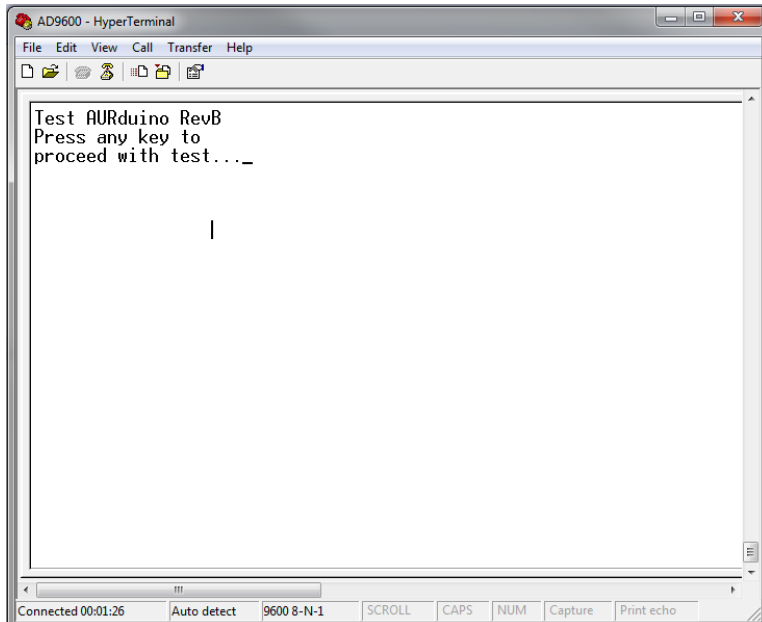 AD9600 - HyperTerminal
File Edit View Call Transfer Help
Test AURduino RevB
Press any key to
proceed with test..._
Connected 00:01:26 Auto detect 9600 8-N-1 SCROLL CAPS NUM Capture Print echo